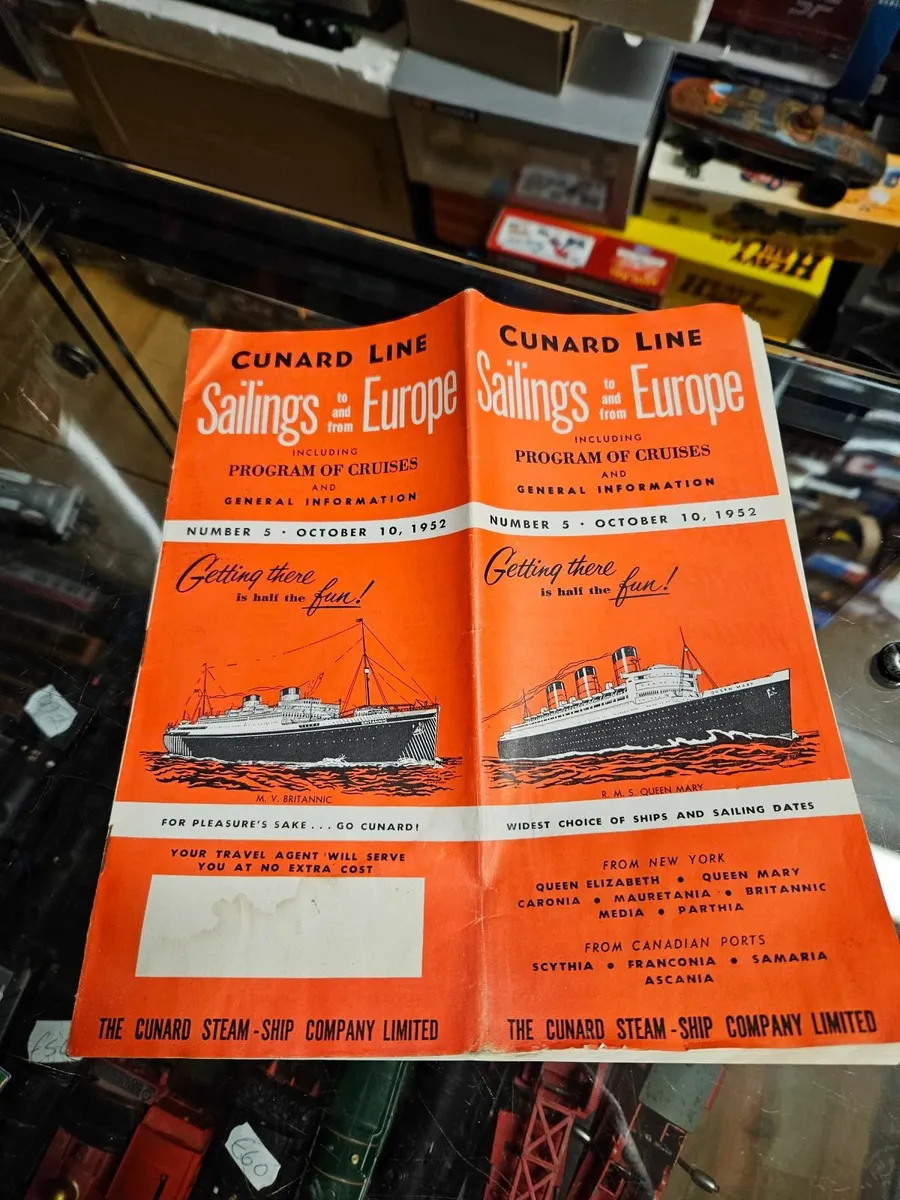 CUNARD LINE
Sailings to and from Europe
INCLUDING
PROGRAM OF CRUISES
AND
GENERAL INFORMATION
NUMBER 5 · OCTOBER 10, 1952
Getting there
is half the fun!
M. V. BRITANNIC
FOR PLEASURE'S SAKE . . . GO CUNARD!
YOUR TRAVEL AGENT WILL SERVE
YOU AT NO EXTRA COST
THE CUNARD STEAM-SHIP COMPANY LIMITED
CUNARD LINE
Sailings to and from Europe
INCLUDING
PROGRAM OF CRUISES
AND
GENERAL INFORMATION
NUMBER 5 · OCTOBER 10, 1952
Getting there
is half the fun!
QUEEN MARY
R. M. S. QUEEN MARY
WIDEST CHOICE OF SHIPS AND SAILING DATES
FROM NEW YORK
QUEEN ELIZABETH ● QUEEN MARY
CARONIA ● MAURETANIA ● BRITANNIC
MEDIA ● PARTHIA
FROM CANADIAN PORTS
SCYTHIA ● FRANCONIA ● SAMARIA
ASCANIA
THE CUNARD STEAM-SHIP COMPANY LIMITED
€60